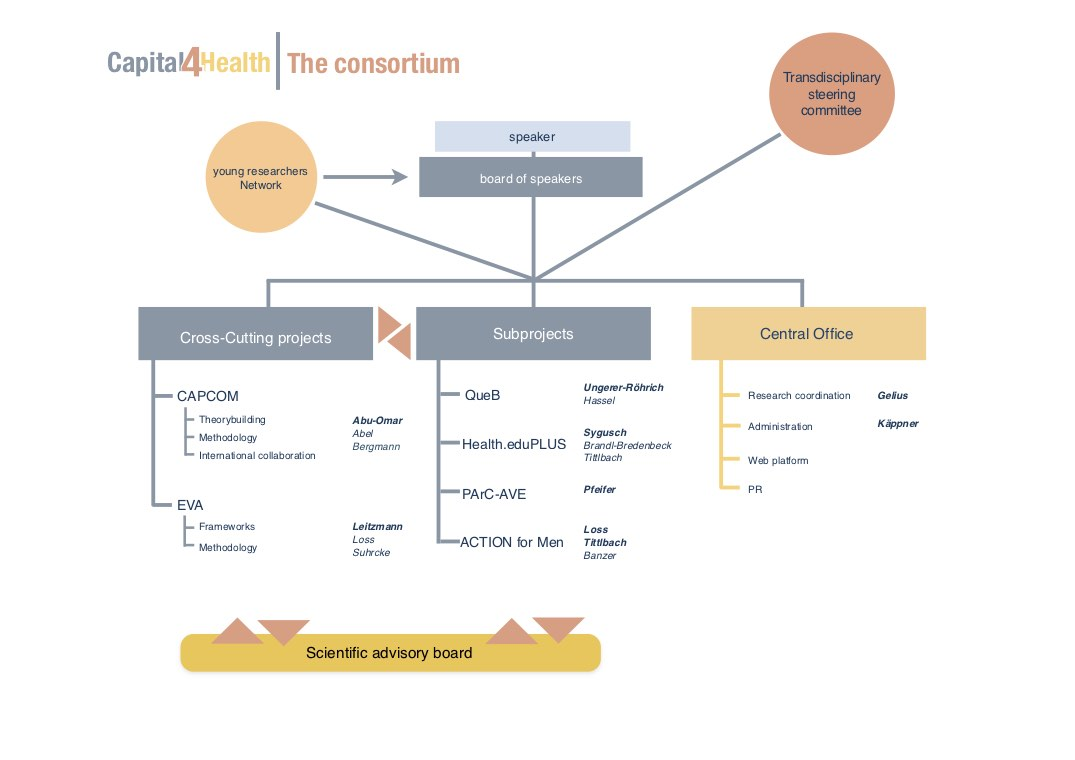 Capital4Health The consortium
Transdisciplinary
steering
committee
speaker
board of speakers
young researchers
Network
Cross-Cutting projects
Subprojects
Central Office
CAPCOM
Theorybuilding
Methodology
International collaboration
Abu-Omar
Abel
Bergmann
EVA
Frameworks
Methodology
Leitzmann
Loss
Suhrcke
QueB
Ungerer-Röhrich
Hassel
Health.eduPLUS
Sygusch
Brandl-Bredenbeck
Tittlbach
PArC-AVE
Pfeifer
ACTION for Men
Loss
Tittlbach
Banzer
Research coordination
Gelius
Administration
Käppner
Web platform
PR
Scientific advisory board